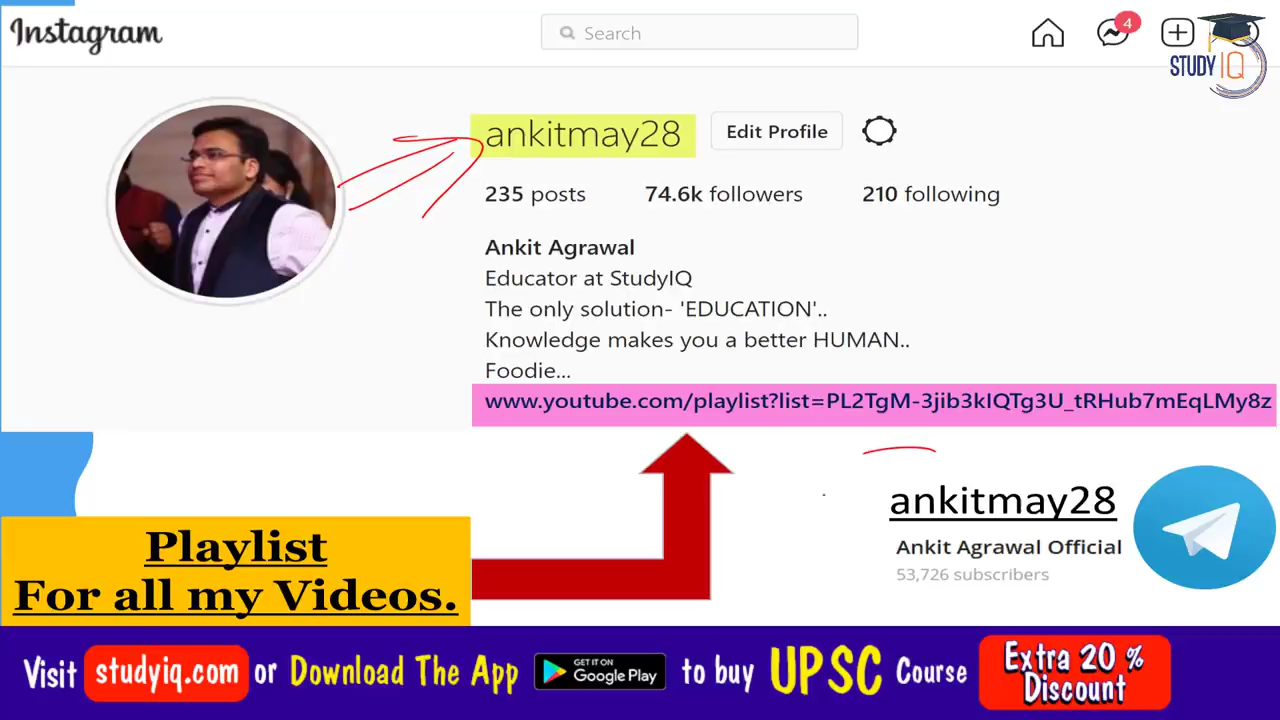 Instagram
Search
4
STUDY IQ
ankitmay28
Edit Profile
235 posts 74.6k followers 210 following
Ankit Agrawal
Educator at StudyIQ
The only solution- 'EDUCATION'..
Knowledge makes you a better HUMAN..
Foodie...
www.youtube.com/playlist?list=PL2TgM-3jib3kIQTg3U_tRHub7mEqLMy8z
ankitmay28
Ankit Agrawal Official
53,726 subscribers
Playlist
For all my Videos.
Visit studyiq.com or Download The App GET IT ON Google Play to buy UPSC Course Extra 20 % Discount